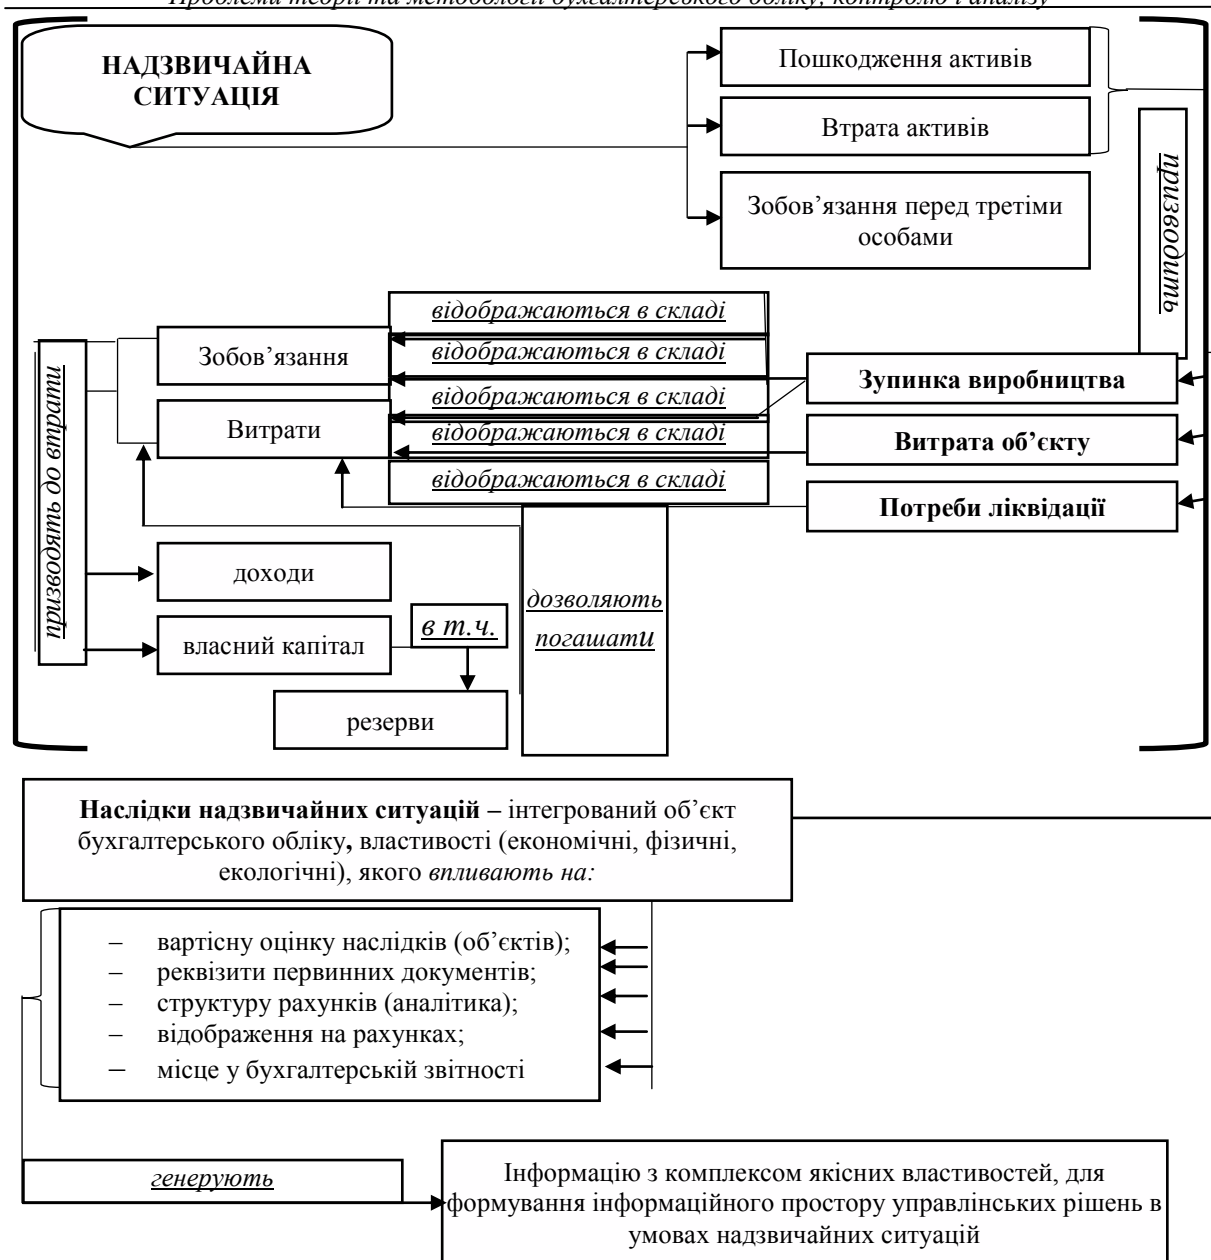 Проблеми теорії та методології бухгалтерського обліку, контролю і аналізу
НАДЗВИЧАЙНА
СИТУАЦІЯ
Пошкодження активів
Втрата активів
Зобов’язання перед третіми
особами
призводить
відображаються в складі
відображаються в складі
відображаються в складі
відображаються в складі
відображаються в складі
Зобов’язання
Витрати
Зупинка виробництва
Витрата об’єкту
Потреби ліквідації
призводять до втрати
доходи
власний капітал
в т.ч.
резерви
дозволяють
погашати
Наслідки надзвичайних ситуацій – інтегрований об’єкт
бухгалтерського обліку, властивості (економічні, фізичні,
екологічні), якого впливають на:
– вартісну оцінку наслідків (об’єктів);
– реквізити первинних документів;
– структуру рахунків (аналітика);
– відображення на рахунках;
– місце у бухгалтерській звітності
генерують
Інформацію з комплексом якісних властивостей, для
формування інформаційного простору управлінських рішень в
умовах надзвичайних ситуацій